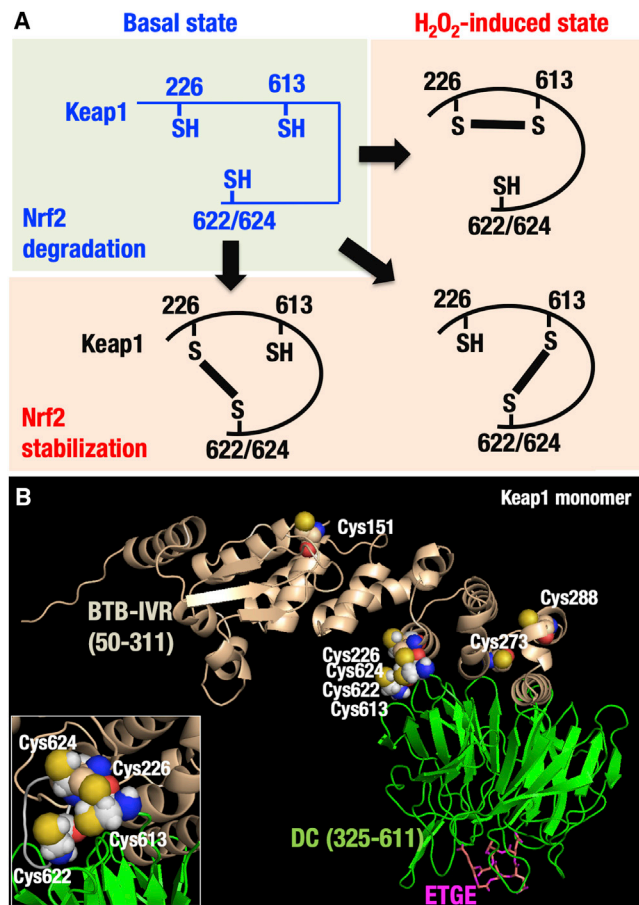 A
Basal state
H₂O₂-induced state
226
613
Keap1
SH
SH
SH
622/624
Nrf2
degradation
226
613
S
S
SH
622/624
226
613
Keap1
S
SH
S
622/624
Nrf2
stabilization
226
613
SH
S
S
622/624
B
Keap1 monomer
Cys151
BTB-IVR
(50-311)
Cys288
Cys273
Cys226
Cys624
Cys622
Cys613
DC (325-611)
ETGE
Cys624
Cys226
Cys613
Cys622